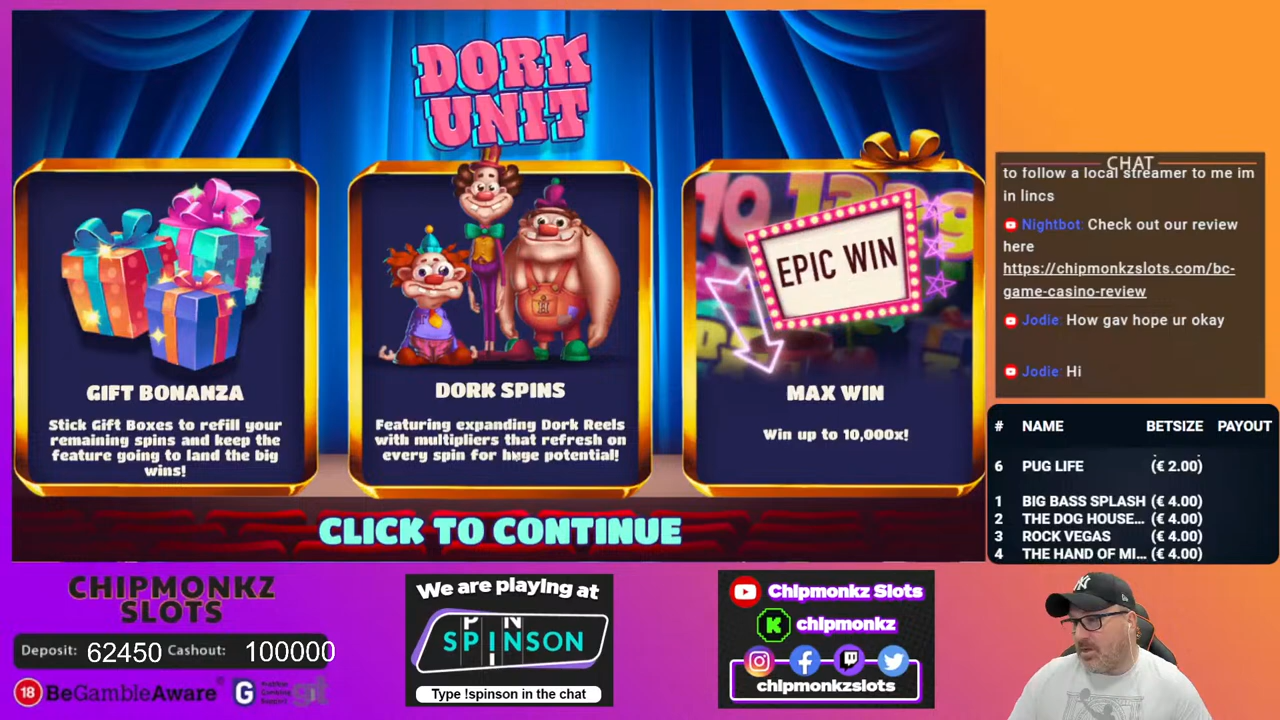 DORK
UNIT
GIFT BONANZA
Stick Gift Boxes to refill your
remaining spins and keep the
feature going to land the big
wins!
DORK SPINS
Featuring expanding Dork Reels
with multipliers that refresh on
every spin for huge potential!
EPIC WIN
MAX WIN
Win up to 10,000x!
CLICK TO CONTINUE
CHAT
to follow a local streamer to me im
in lincs
Nightbot: Check out our review
here
https://chipmonkzslots.com/bc-
game-casino-review
Jodie: How gav hope ur okay
Jodie: Hi
# NAME BETSIZE PAYOUT
6 PUG LIFE (€ 2.00)
1 BIG BASS SPLASH (€ 4.00)
2 THE DOG HOUSE... (€ 4.00)
3 ROCK VEGAS (€ 4.00)
4 THE HAND OF MI... (€ 4.00)
CHIPMONKZ
SLOTS
Deposit: 62450 Cashout: 100000
18 BeGambleAware
We are playing at
SPINSON
Type !spinson in the chat
Chipmonkz Slots
K chipmonkz
chipmonkzslots